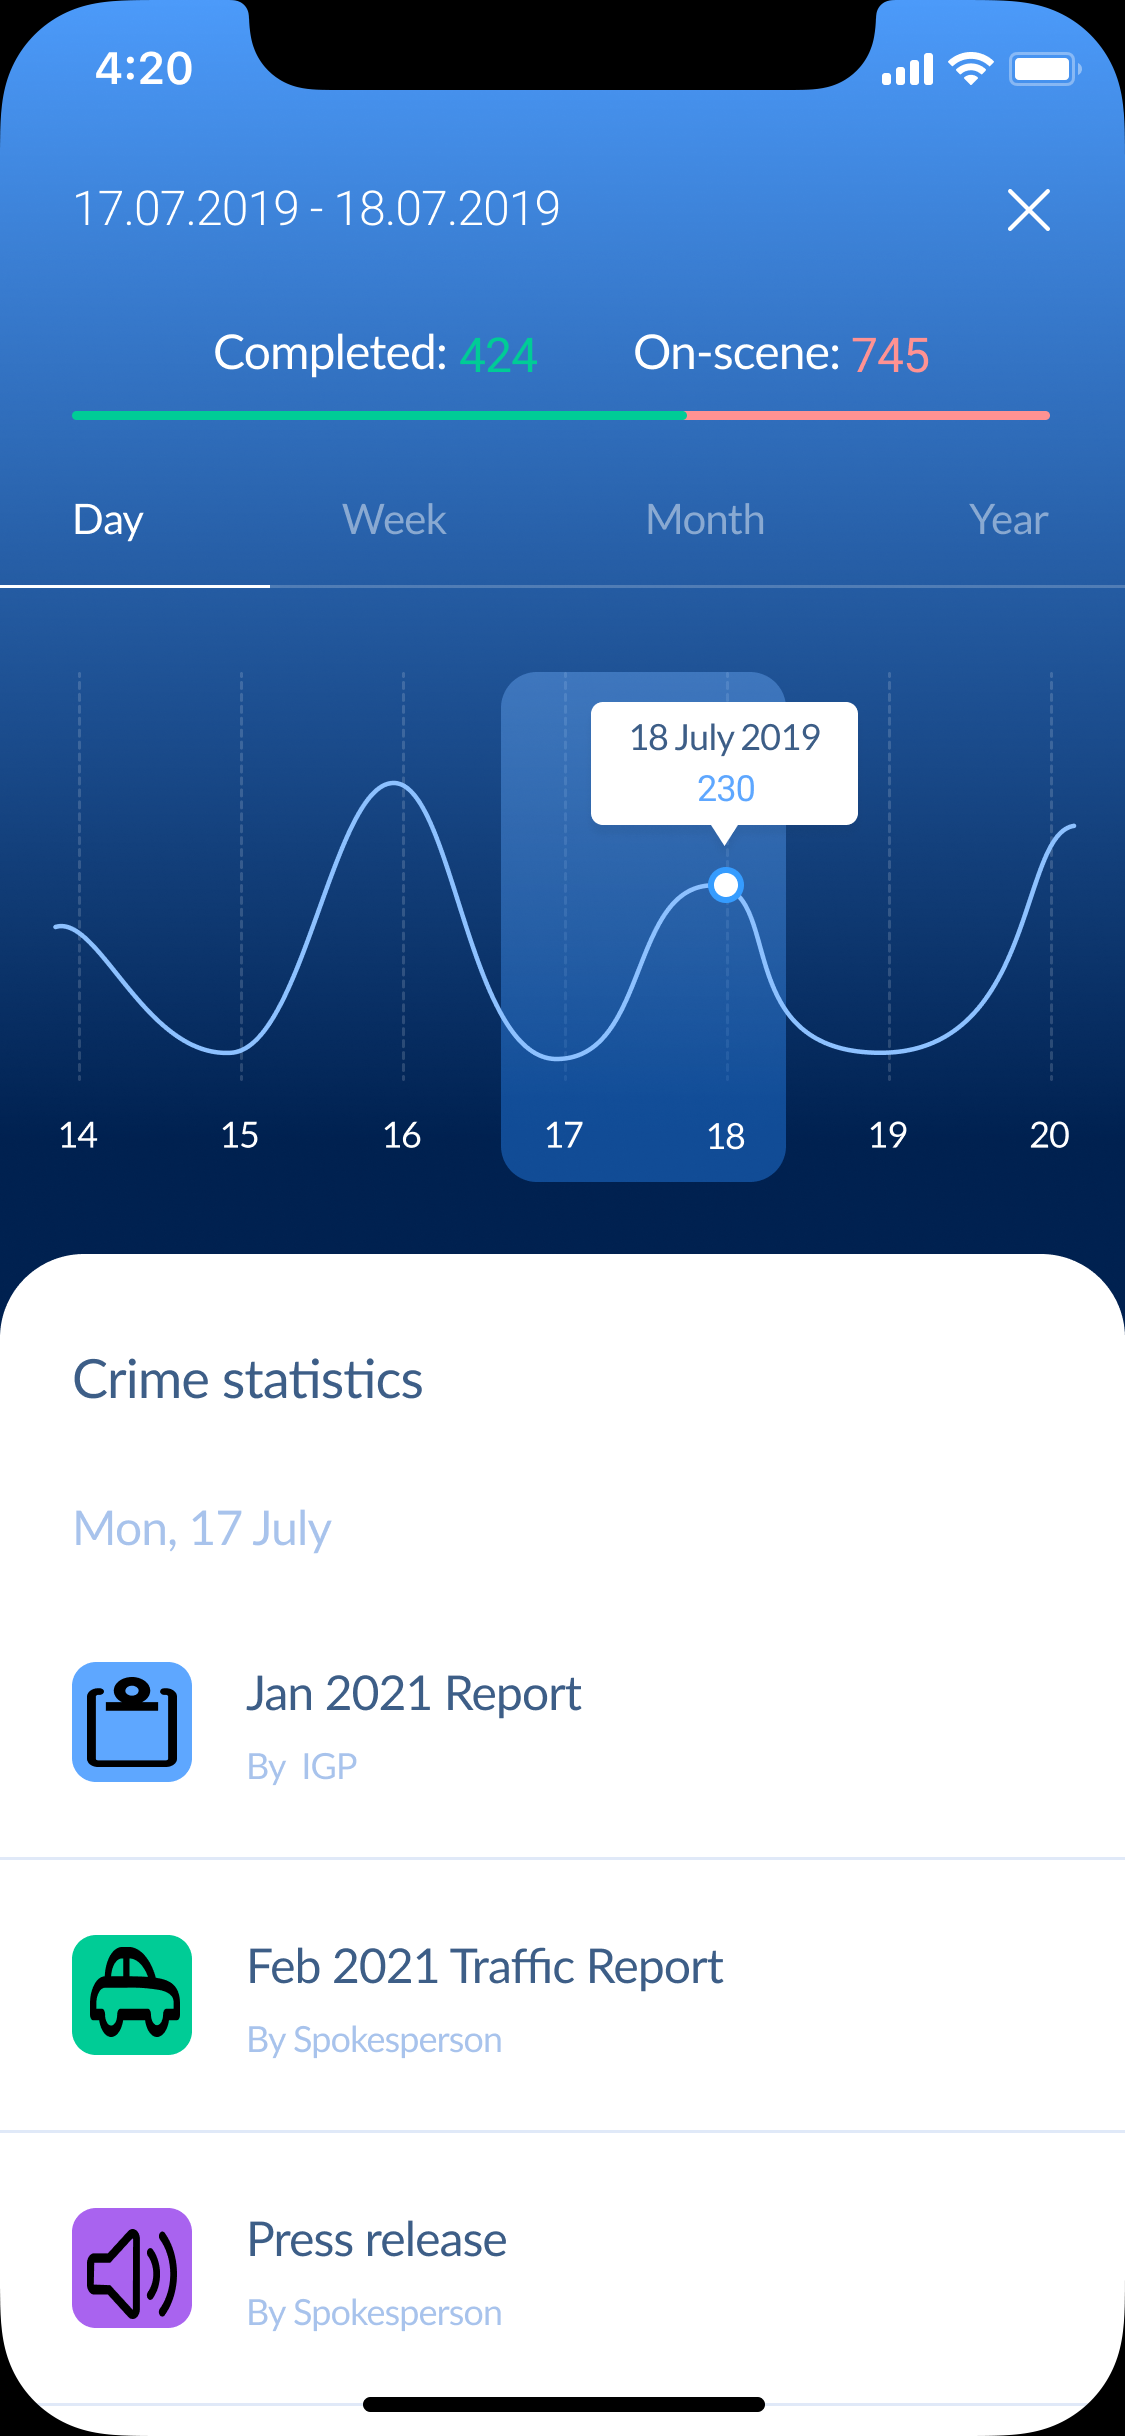 4:20
17.07.2019 - 18.07.2019
Completed: 424 On-scene: 745
Day Week Month Year
18 July 2019
230
14 15 16 17 18 19 20
Crime statistics
Mon, 17 July
Jan 2021 Report
By IGP
Feb 2021 Traffic Report
By Spokesperson
Press release
By Spokesperson